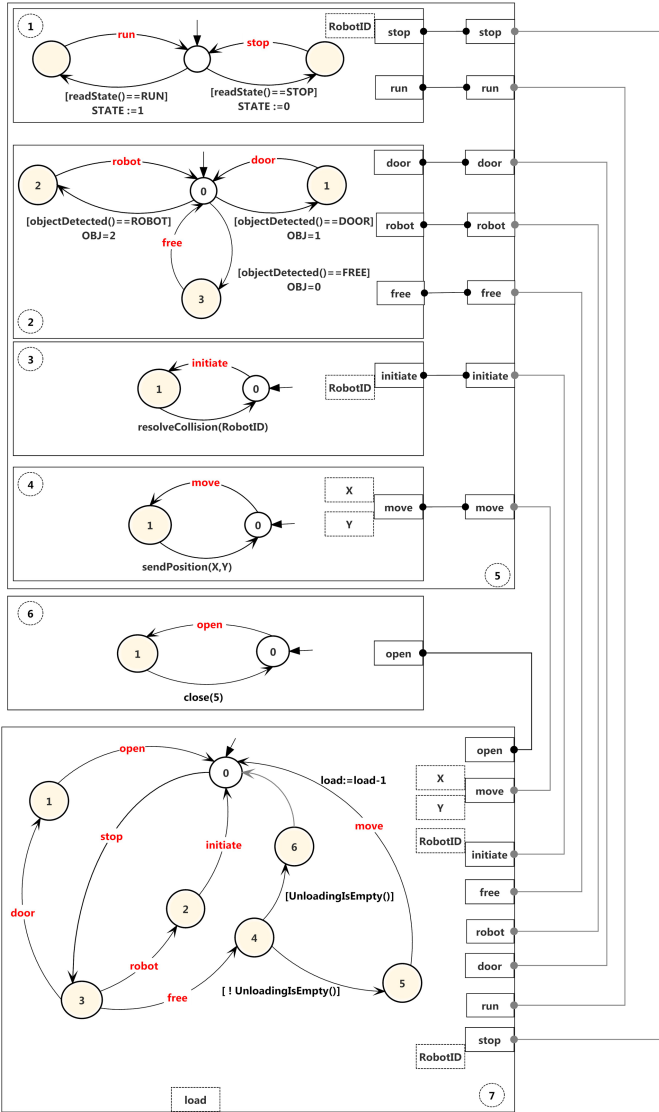 1
run
stop
[readState()==RUN]
STATE :=1
[readState()==STOP]
STATE :=0
RobotID
stop
stop
run
run
2
robot
0
door
1
[objectDetected()==ROBOT]
OBJ=2
[objectDetected()==DOOR]
OBJ=1
free
[objectDetected()==FREE]
OBJ=0
3
2
door
door
robot
robot
free
free
3
initiate
1
0
resolveCollision(RobotID)
RobotID
initiate
initiate
4
move
1
0
sendPosition(X,Y)
X
Y
move
move
5
6
open
1
0
close(5)
open
open
0
1
load:=load-1
stop
initiate
move
6
[UnloadingIsEmpty()]
door
2
robot
4
free
[ ! UnloadingIsEmpty()]
5
3
load
open
X
Y
move
RobotID
initiate
free
robot
door
run
stop
RobotID
7